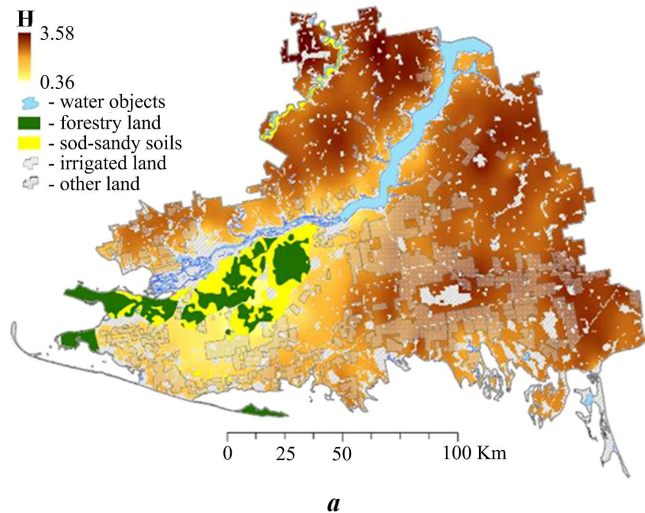 H
3.58
0.36
- water objects
- forestry land
- sod-sandy soils
- irrigated land
- other land
0 25 50 100 Km
a